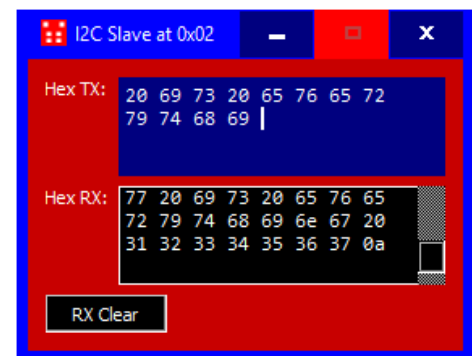 I2C Slave at 0x02
Hex TX:
20 69 73 20 65 76 65 72
79 74 68 69
Hex RX:
77 20 69 73 20 65 76 65
72 79 74 68 69 6e 67 20
31 32 33 34 35 36 37 0a
RX Clear